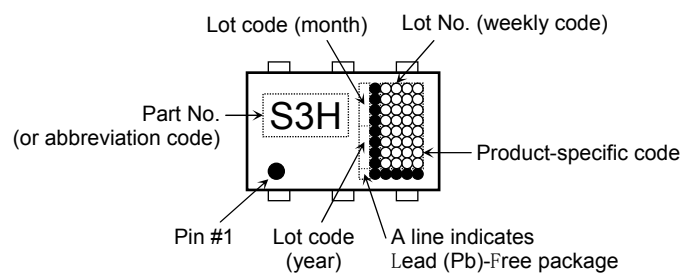 Lot code (month)
Lot No. (weekly code)
Part No.
(or abbreviation code)
S3H
Product-specific code
Pin #1
Lot code
(year)
A line indicates
Lead (Pb)-Free package